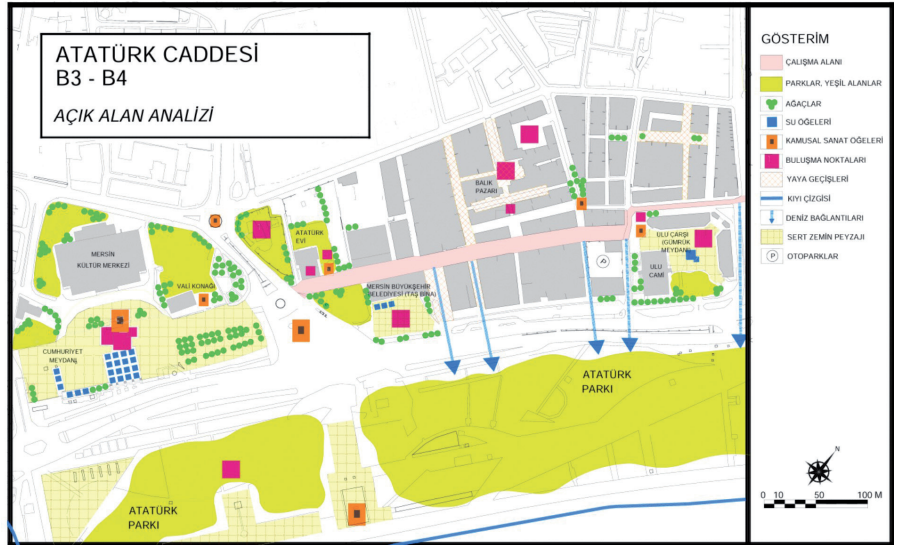 ATATÜRK CADDESİ
B3 - B4
AÇIK ALAN ANALİZİ
BALIK
PAZARI
ATATÜRK
EVİ
ULU ÇARŞI
(GÜMRÜK
MEYDANI)
MERSİN
KÜLTÜR MERKEZİ
P
ULU
CAMİ
VALİ KONAĞI
MERSİN BÜYÜKŞEHİR
BELEDİYESİ (TAŞ BİNA)
CUMHURİYET
MEYDANI
ATATÜRK
PARKI
ATATÜRK
PARKI
GÖSTERİM
ÇALIŞMA ALANI
PARKLAR, YEŞİL ALANLAR
AĞAÇLAR
SU ÖĞELERİ
KAMUSAL SANAT ÖĞELERİ
BULUŞMA NOKTALARI
YAYA GEÇİŞLERİ
KIYI ÇİZGİSİ
DENİZ BAĞLANTILARI
SERT ZEMİN PEYZAJI
P OTOPARKLAR
N
0 10 50 100 M